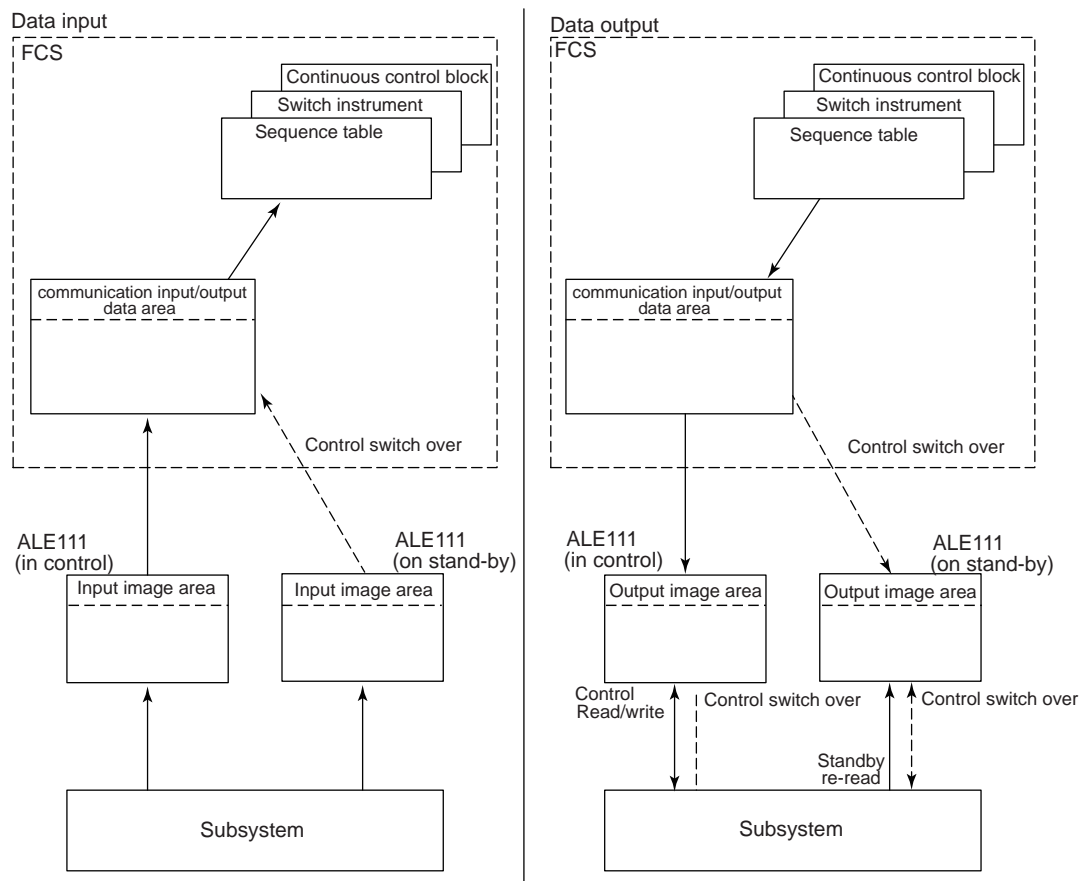 Data input
FCS
Continuous control block
Switch instrument
Sequence table
communication input/output
data area
Control switch over
ALE111
(in control)
ALE111
(on stand-by)
Input image area
Input image area
Subsystem
Data output
FCS
Continuous control block
Switch instrument
Sequence table
communication input/output
data area
Control switch over
ALE111
(in control)
ALE111
(on stand-by)
Output image area
Output image area
Control
Read/write
Control switch over
Control switch over
Standby
re-read
Subsystem